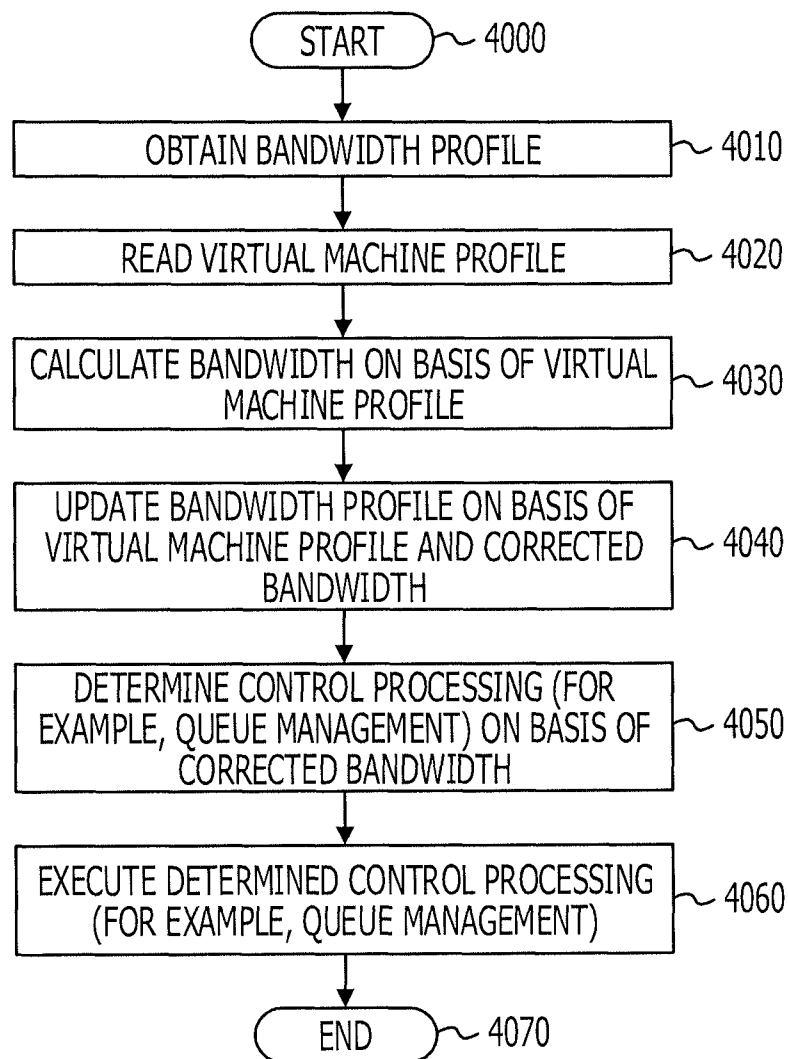 START 4000
OBTAIN BANDWIDTH PROFILE 4010
READ VIRTUAL MACHINE PROFILE 4020
CALCULATE BANDWIDTH ON BASIS OF VIRTUAL
MACHINE PROFILE 4030
UPDATE BANDWIDTH PROFILE ON BASIS OF
VIRTUAL MACHINE PROFILE AND CORRECTED
BANDWIDTH 4040
DETERMINE CONTROL PROCESSING (FOR
EXAMPLE, QUEUE MANAGEMENT) ON BASIS OF
CORRECTED BANDWIDTH 4050
EXECUTE DETERMINED CONTROL PROCESSING
(FOR EXAMPLE, QUEUE MANAGEMENT) 4060
END 4070